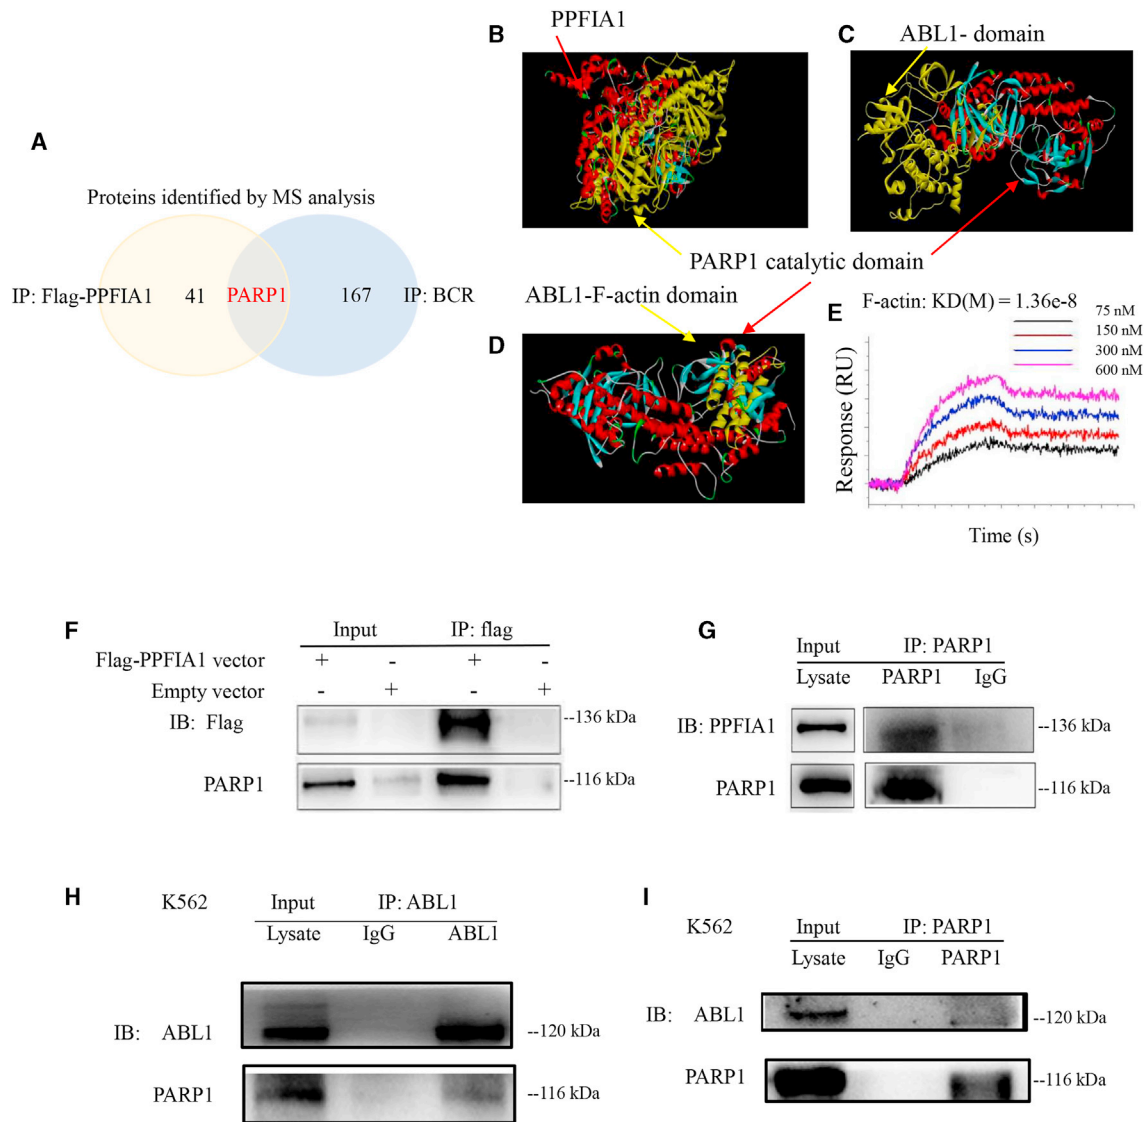 A
Proteins identified by MS analysis
IP: Flag-PPFIA1 41 PARP1 167 IP: BCR
B
PPFIA1
C
ABL1- domain
PARP1 catalytic domain
ABL1-F-actin domain
D
E
F-actin: KD(M) = 1.36e-8
75 nM
150 nM
300 nM
600 nM
Response (RU)
Time (s)
F
Input IP: flag
Flag-PPFIA1 vector + - + -
Empty vector - + - +
IB: Flag --136 kDa
PARP1 --116 kDa
G
Input IP: PARP1
Lysate PARP1 IgG
IB: PPFIA1 --136 kDa
PARP1 --116 kDa
H
K562 Input IP: ABL1
Lysate IgG ABL1
IB: ABL1 --120 kDa
PARP1 --116 kDa
I
K562 Input IP: PARP1
Lysate IgG PARP1
IB: ABL1 --120 kDa
PARP1 --116 kDa